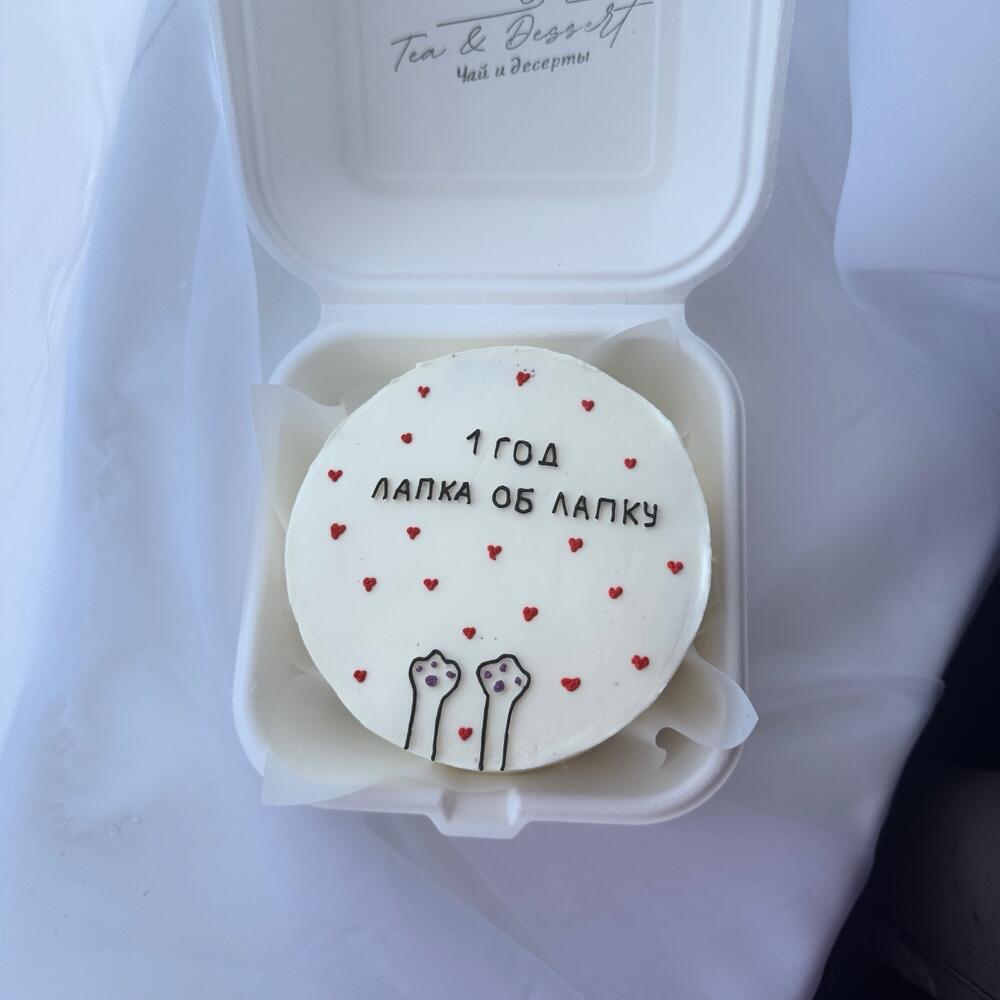 Tea & Dessert.
Чай и десерты
1 ГОД
ЛАПКА ОБ ЛАПКУ